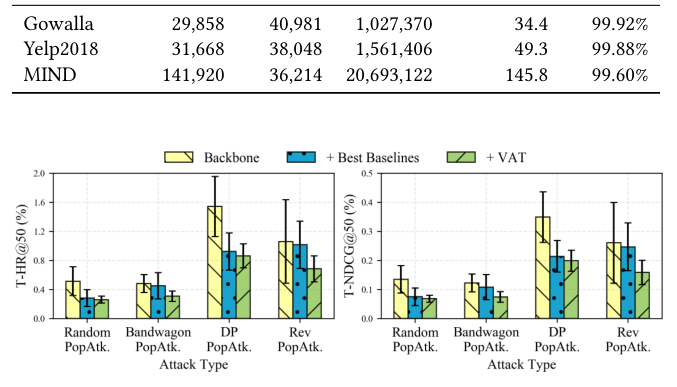 Gowalla 29,858 40,981 1,027,370 34.4 99.92%
Yelp2018 31,668 38,048 1,561,406 49.3 99.88%
MIND 141,920 36,214 20,693,122 145.8 99.60%
Backbone + Best Baselines + VAT
T-HR@50 (%)
2.0
1.6
1.2
0.8
0.4
0.0
Random PopAtk.
Bandwagon PopAtk.
DP PopAtk.
Rev PopAtk.
Attack Type
T-NDCG@50 (%)
0.5
0.4
0.3
0.2
0.1
0.0
Random PopAtk.
Bandwagon PopAtk.
DP PopAtk.
Rev PopAtk.
Attack Type